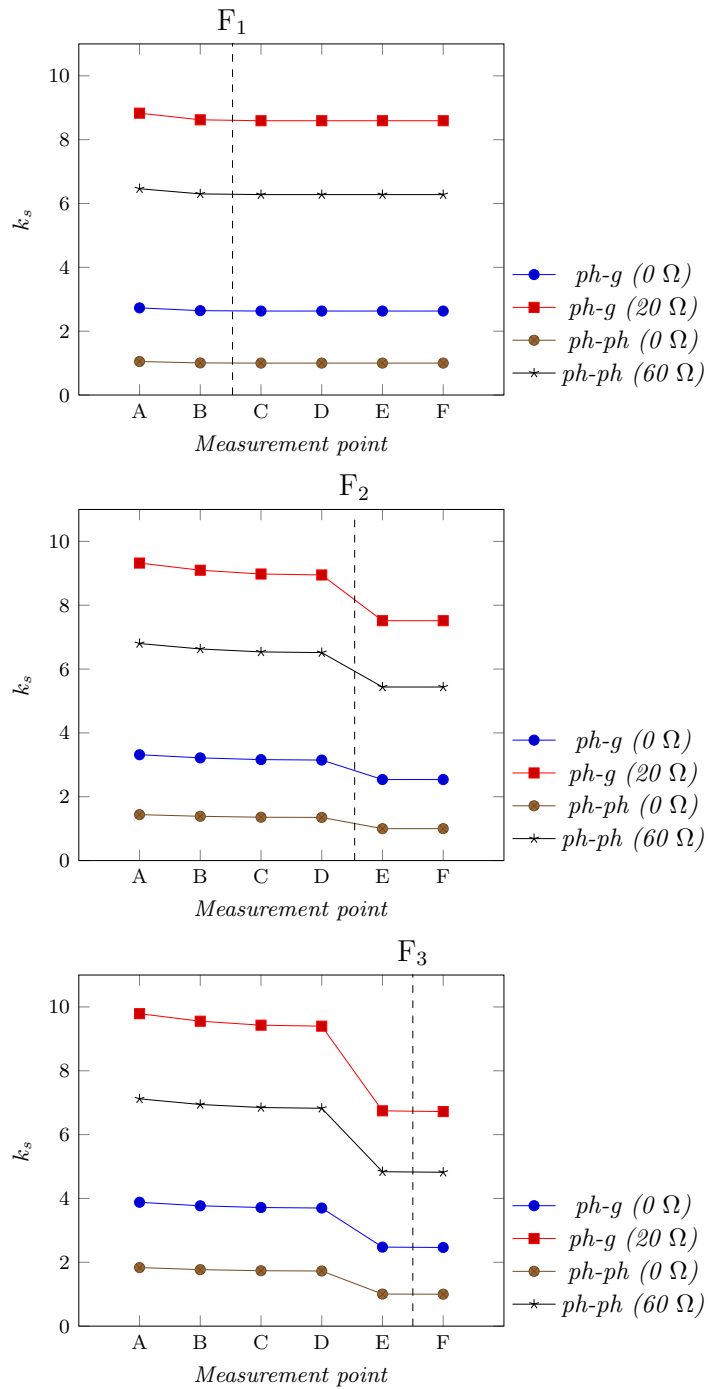 F₁
10
8
6
4
2
0
k_s
A B C D E F
Measurement point
ph-g (0 Ω)
ph-g (20 Ω)
ph-ph (0 Ω)
ph-ph (60 Ω)
F₂
10
8
6
4
2
0
k_s
A B C D E F
Measurement point
ph-g (0 Ω)
ph-g (20 Ω)
ph-ph (0 Ω)
ph-ph (60 Ω)
F₃
10
8
6
4
2
0
k_s
A B C D E F
Measurement point
ph-g (0 Ω)
ph-g (20 Ω)
ph-ph (0 Ω)
ph-ph (60 Ω)